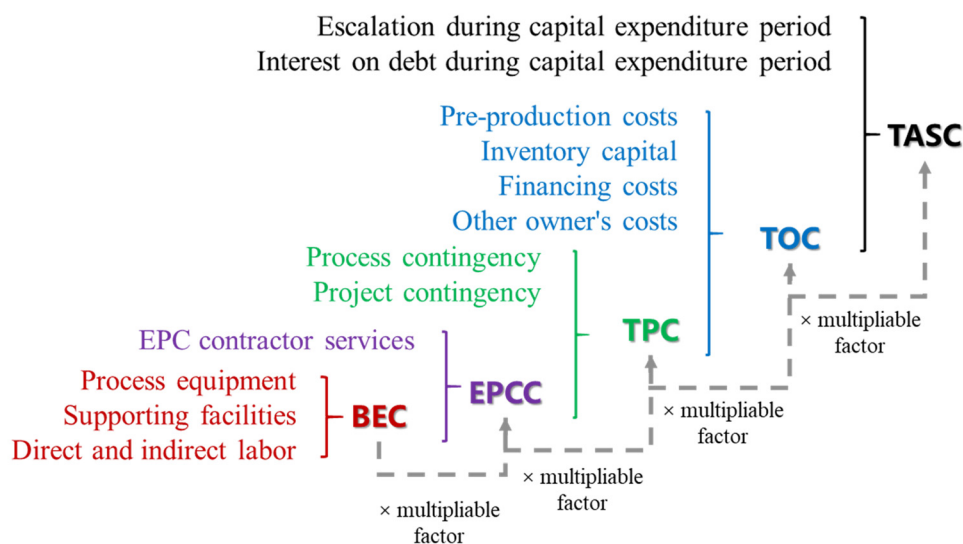 Escalation during capital expenditure period
Interest on debt during capital expenditure period
TASC
Pre-production costs
Inventory capital
Financing costs
Other owner's costs
TOC
Process contingency
Project contingency
TPC
EPC contractor services
EPCC
Process equipment
Supporting facilities
Direct and indirect labor
BEC
× multipliable
factor
× multipliable
factor
× multipliable
factor
× multipliable
factor